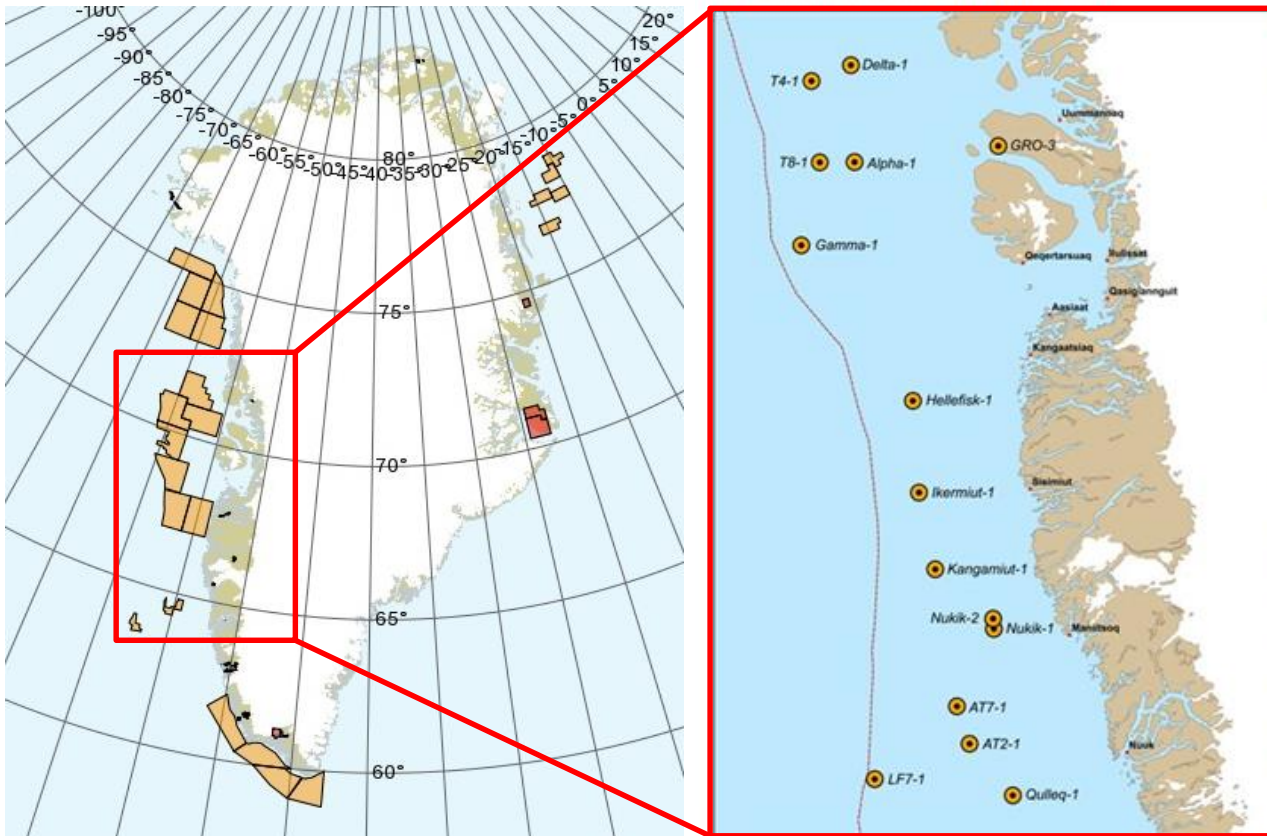 -100°
-95°
-90°
-85°
-80°
-75°
-70°
-65°
-60°
-55°
-50°
-45°
-40°
-35°
-30°
-25°
-20°
-15°
-10°
-5°
0°
5°
10°
15°
20°
80°
75°
70°
65°
60°
Delta-1
T4-1
Uummannaq
GRO-3
T8-1
Alpha-1
Gamma-1
Qeqertarsuaq
Ilulissat
Qasigiannguit
Aasiaat
Kangaatsiaq
Hellefisk-1
Sisimiut
Ikermiut-1
Kangamiut-1
Nukik-2
Nukik-1
Maniitsoq
AT7-1
AT2-1
Nuuk
LF7-1
Qulleq-1